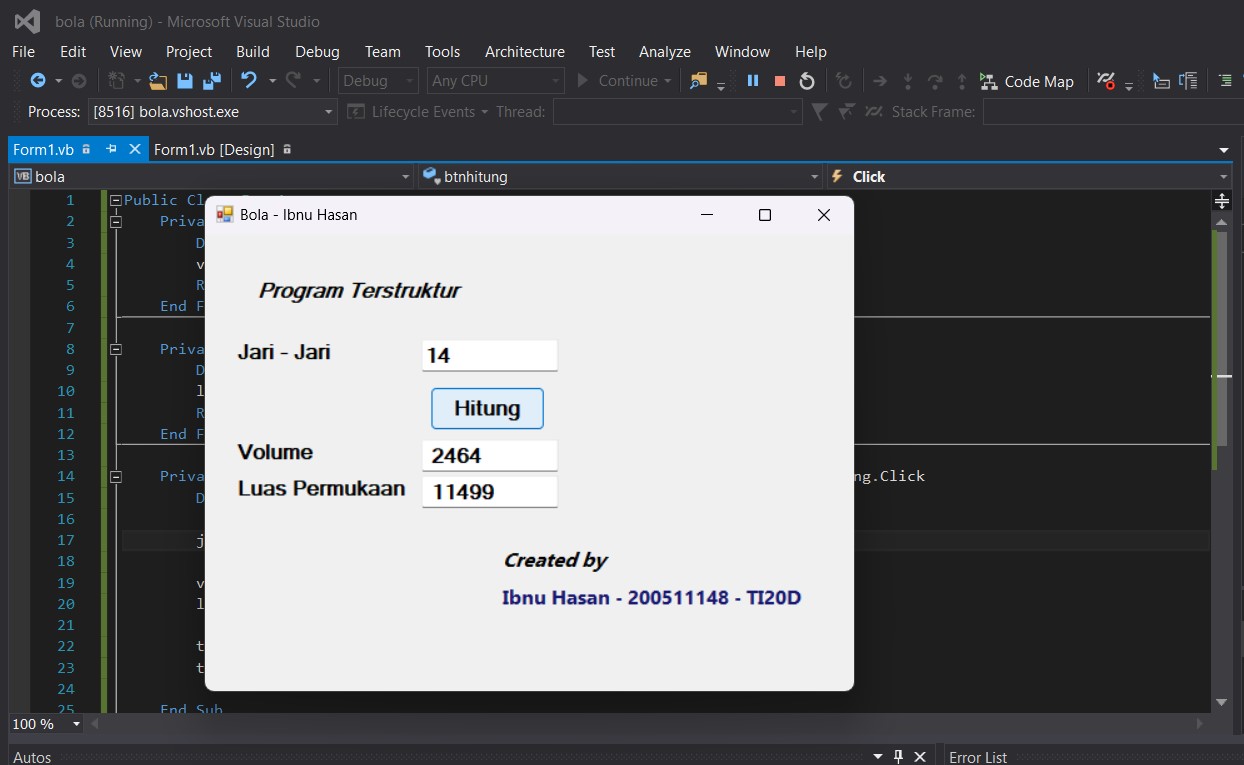 bola (Running) - Microsoft Visual Studio
File Edit View Project Build Debug Team Tools Architecture Test Analyze Window Help
Debug Any CPU Continue Code Map
Process: [8516] bola.vshost.exe Lifecycle Events Thread: Stack Frame:
Form1.vb Form1.vb [Design]
VB bola btnhitung Click
1 Public Cl
2 Priva
3 D
4 v
5 R
6 End F
7
8 Priva
9 D
10 l
11 R
12 End F
13
14 Priva ng.Click
15 D
16
17 j
18
19 v
20 l
21
22 t
23 t
24
25 End Sub
Bola - Ibnu Hasan
Program Terstruktur
Jari - Jari 14
Hitung
Volume 2464
Luas Permukaan 11499
Created by
Ibnu Hasan - 200511148 - TI20D
100 %
Autos Error List